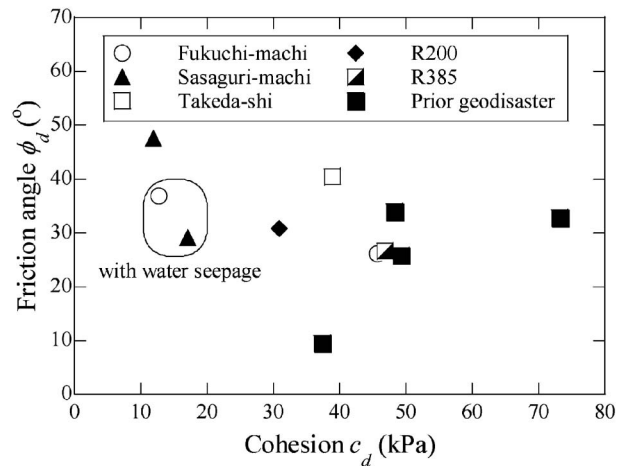 70
60
50
40
30
20
10
0
Friction angle ϕd (°)
Fukuchi-machi
Sasaguri-machi
Takeda-shi
R200
R385
Prior geodisaster
with water seepage
0 10 20 30 40 50 60 70 80
Cohesion cd (kPa)